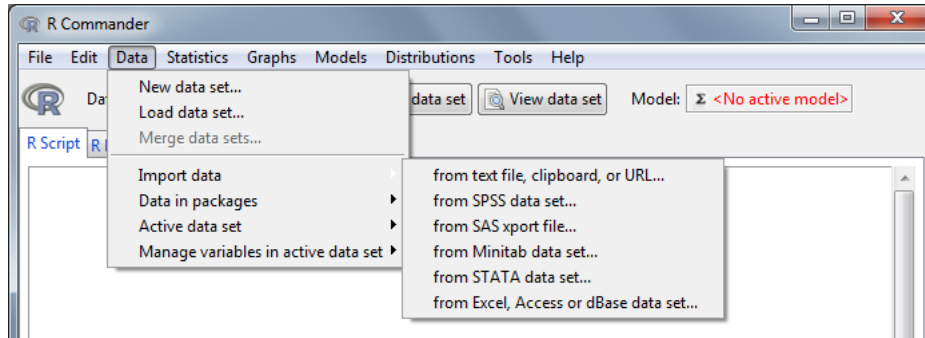 R Commander
File Edit Data Statistics Graphs Models Distributions Tools Help
data set View data set Model: Σ <No active model>
R Script
New data set...
Load data set...
Merge data sets...
Import data
Data in packages
Active data set
Manage variables in active data set
from text file, clipboard, or URL...
from SPSS data set...
from SAS xport file...
from Minitab data set...
from STATA data set...
from Excel, Access or dBase data set...